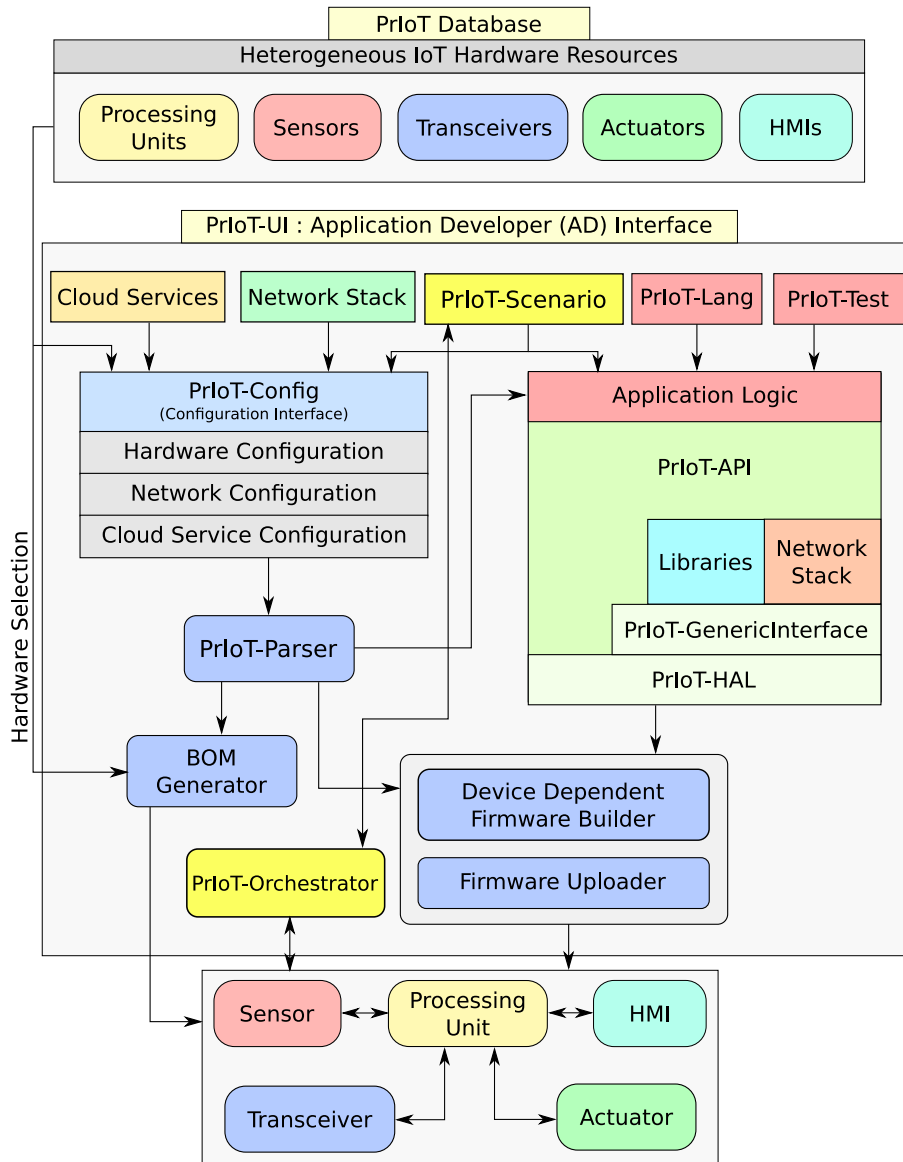 PrIoT Database
Heterogeneous IoT Hardware Resources
Processing
Units
Sensors
Transceivers
Actuators
HMIs
PrIoT-UI : Application Developer (AD) Interface
Cloud Services
Network Stack
PrIoT-Scenario
PrIoT-Lang
PrIoT-Test
PrIoT-Config
(Configuration Interface)
Hardware Configuration
Network Configuration
Cloud Service Configuration
Application Logic
PrIoT-API
Libraries
Network
Stack
PrIoT-GenericInterface
PrIoT-HAL
Hardware Selection
PrIoT-Parser
BOM
Generator
Device Dependent
Firmware Builder
Firmware Uploader
PrIoT-Orchestrator
Sensor
Processing
Unit
HMI
Transceiver
Actuator